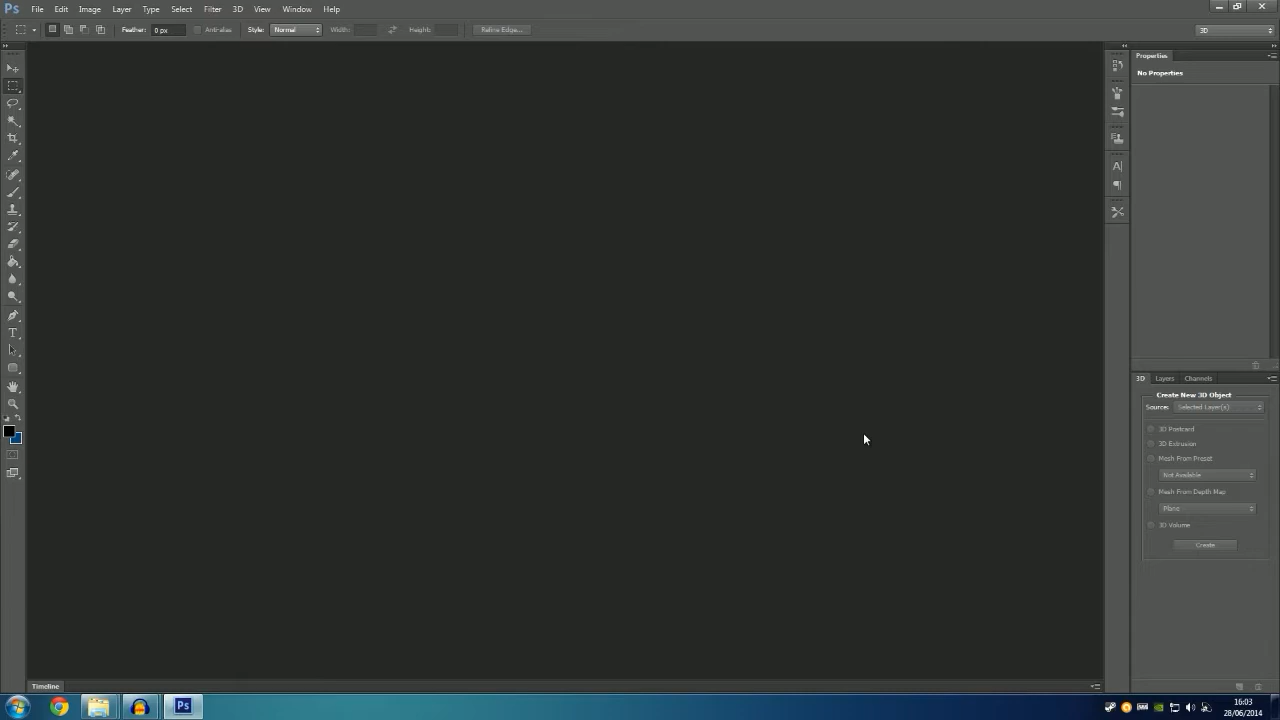 Ps File Edit Image Layer Type Select Filter 3D View Window Help
Feather: 0 px Anti-alias Style: Normal Width: Height: Refine Edge... 3D
Properties
No Properties
A|
T
3D Layers Channels
Create New 3D Object
Source: Selected Layer(s)
3D Postcard
3D Extrusion
Mesh From Preset
Not Available
Mesh From Depth Map
Plane
3D Volume
Create
Timeline
Ps
16:03
28/06/2014